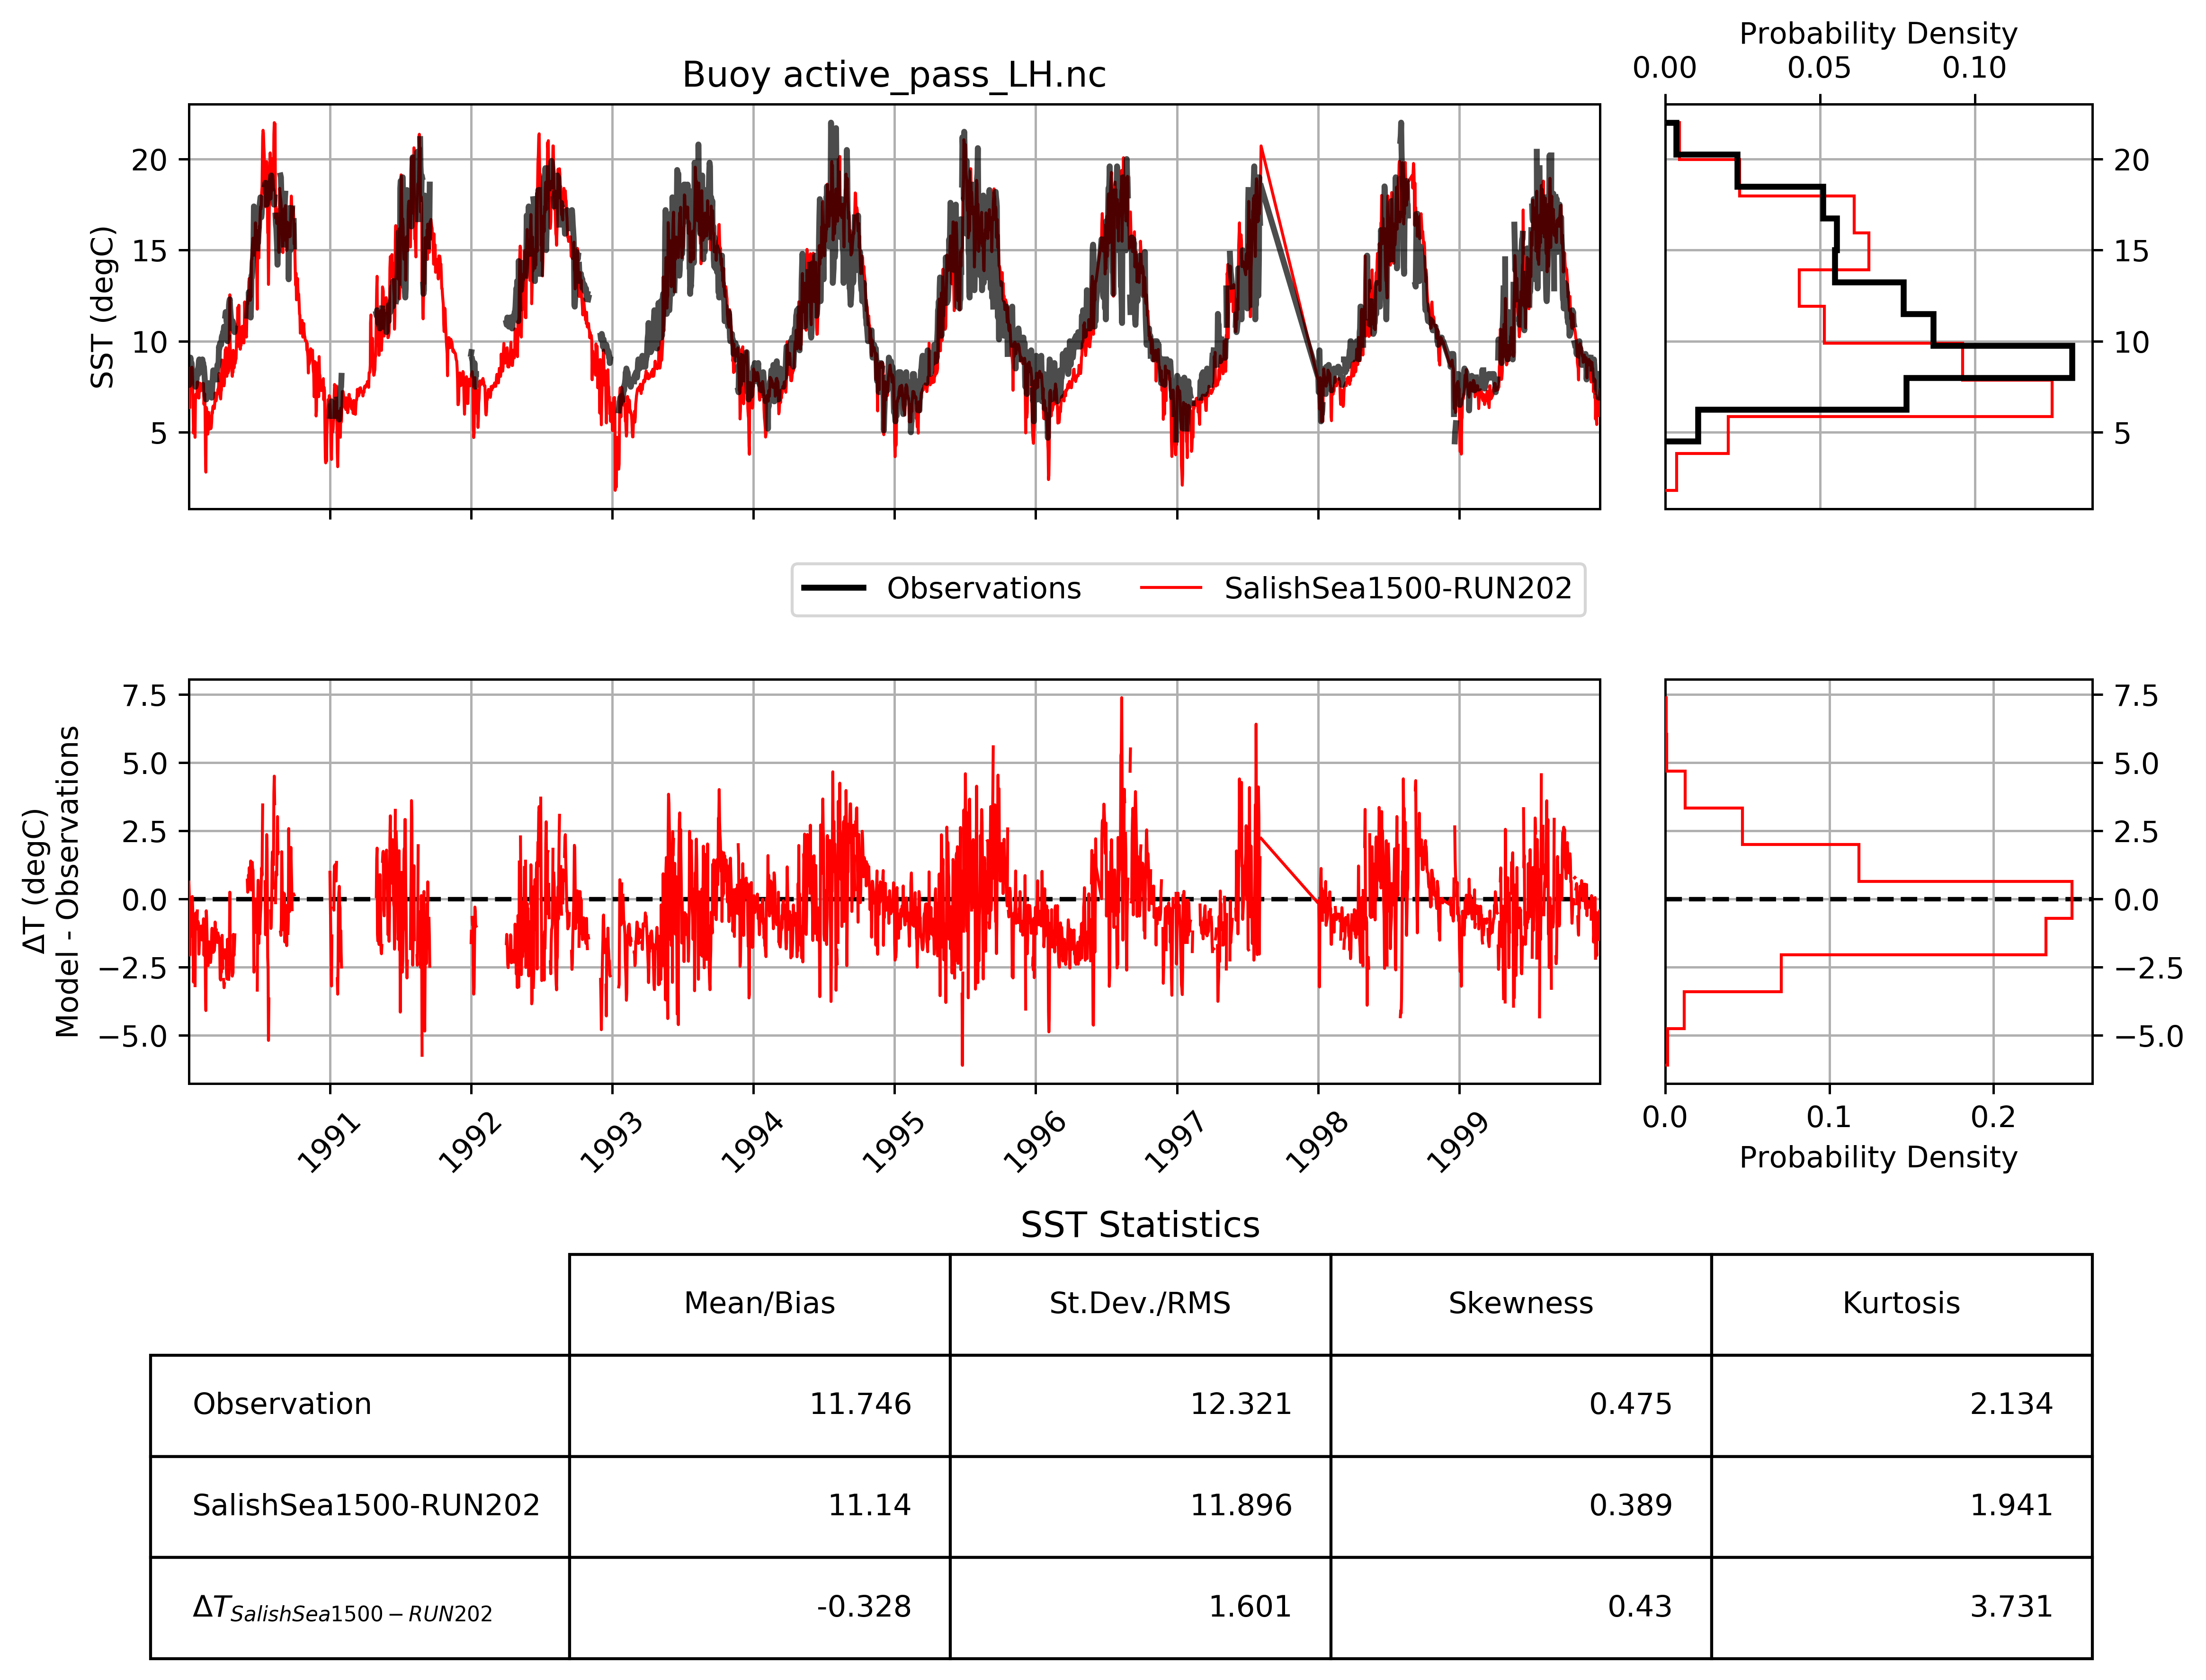 Probability Density
0.00 0.05 0.10
Buoy active_pass_LH.nc
SST (degC)
20
15
10
5
20
15
10
5
Observations SalishSea1500-RUN202
ΔT (degC)
Model - Observations
7.5
5.0
2.5
0.0
−2.5
−5.0
7.5
5.0
2.5
0.0
−2.5
−5.0
1991 1992 1993 1994 1995 1996 1997 1998 1999
0.0 0.1 0.2
Probability Density
SST Statistics
Mean/Bias St.Dev./RMS Skewness Kurtosis
Observation 11.746 12.321 0.475 2.134
SalishSea1500-RUN202 11.14 11.896 0.389 1.941
ΔT SalishSea1500−RUN202 -0.328 1.601 0.43 3.731